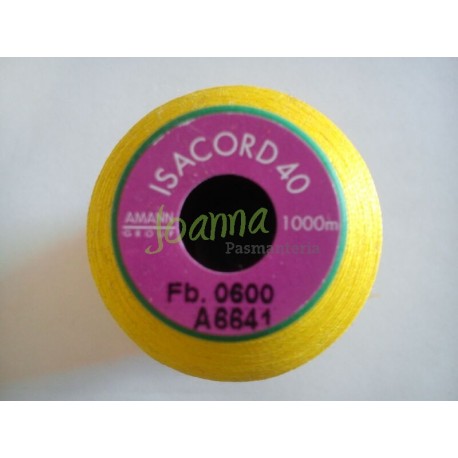 ISACORD 40
AMANN
GROUP
Joanna
Pasmanteria
1000m
Fb. 0600
A6641